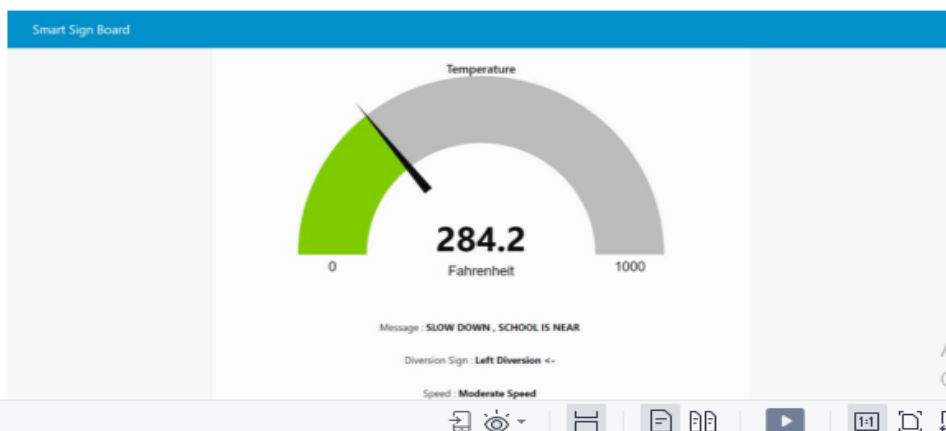 Smart Sign Board
Temperature
284.2
0
1000
Fahrenheit
Message : SLOW DOWN , SCHOOL IS NEAR
Diversion Sign : Left Diversion <-
Speed : Moderate Speed
1:1